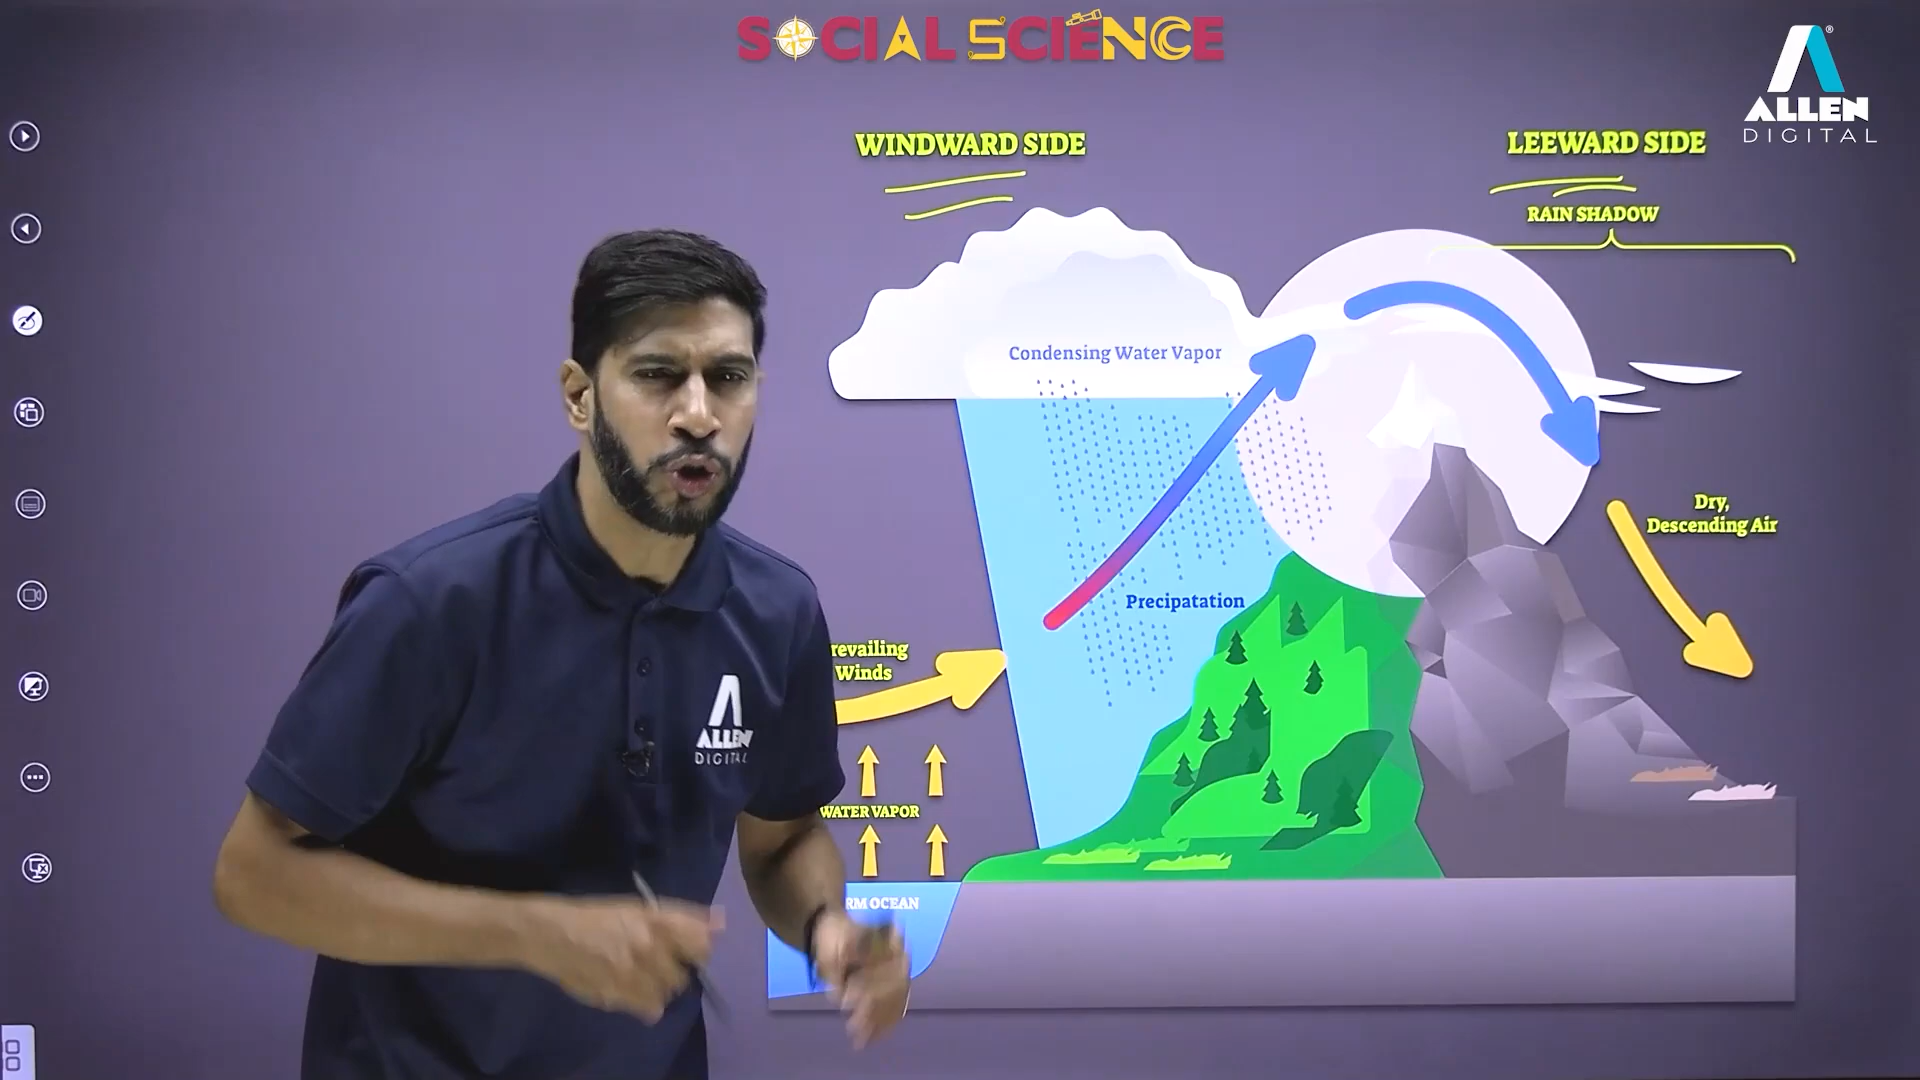 SOCIAL SCIENCE
ALLEN
DIGITAL
WINDWARD SIDE
LEEWARD SIDE
RAIN SHADOW
Condensing Water Vapor
Dry,
Descending Air
Precipatation
revailing
Winds
WATER VAPOR
RM OCEAN
ALLEN
DIGITAL